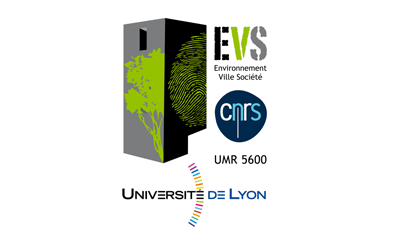 EVS
Environnement
Ville Société
cnrs
UMR 5600
UNIVERSITÉ DE LYON